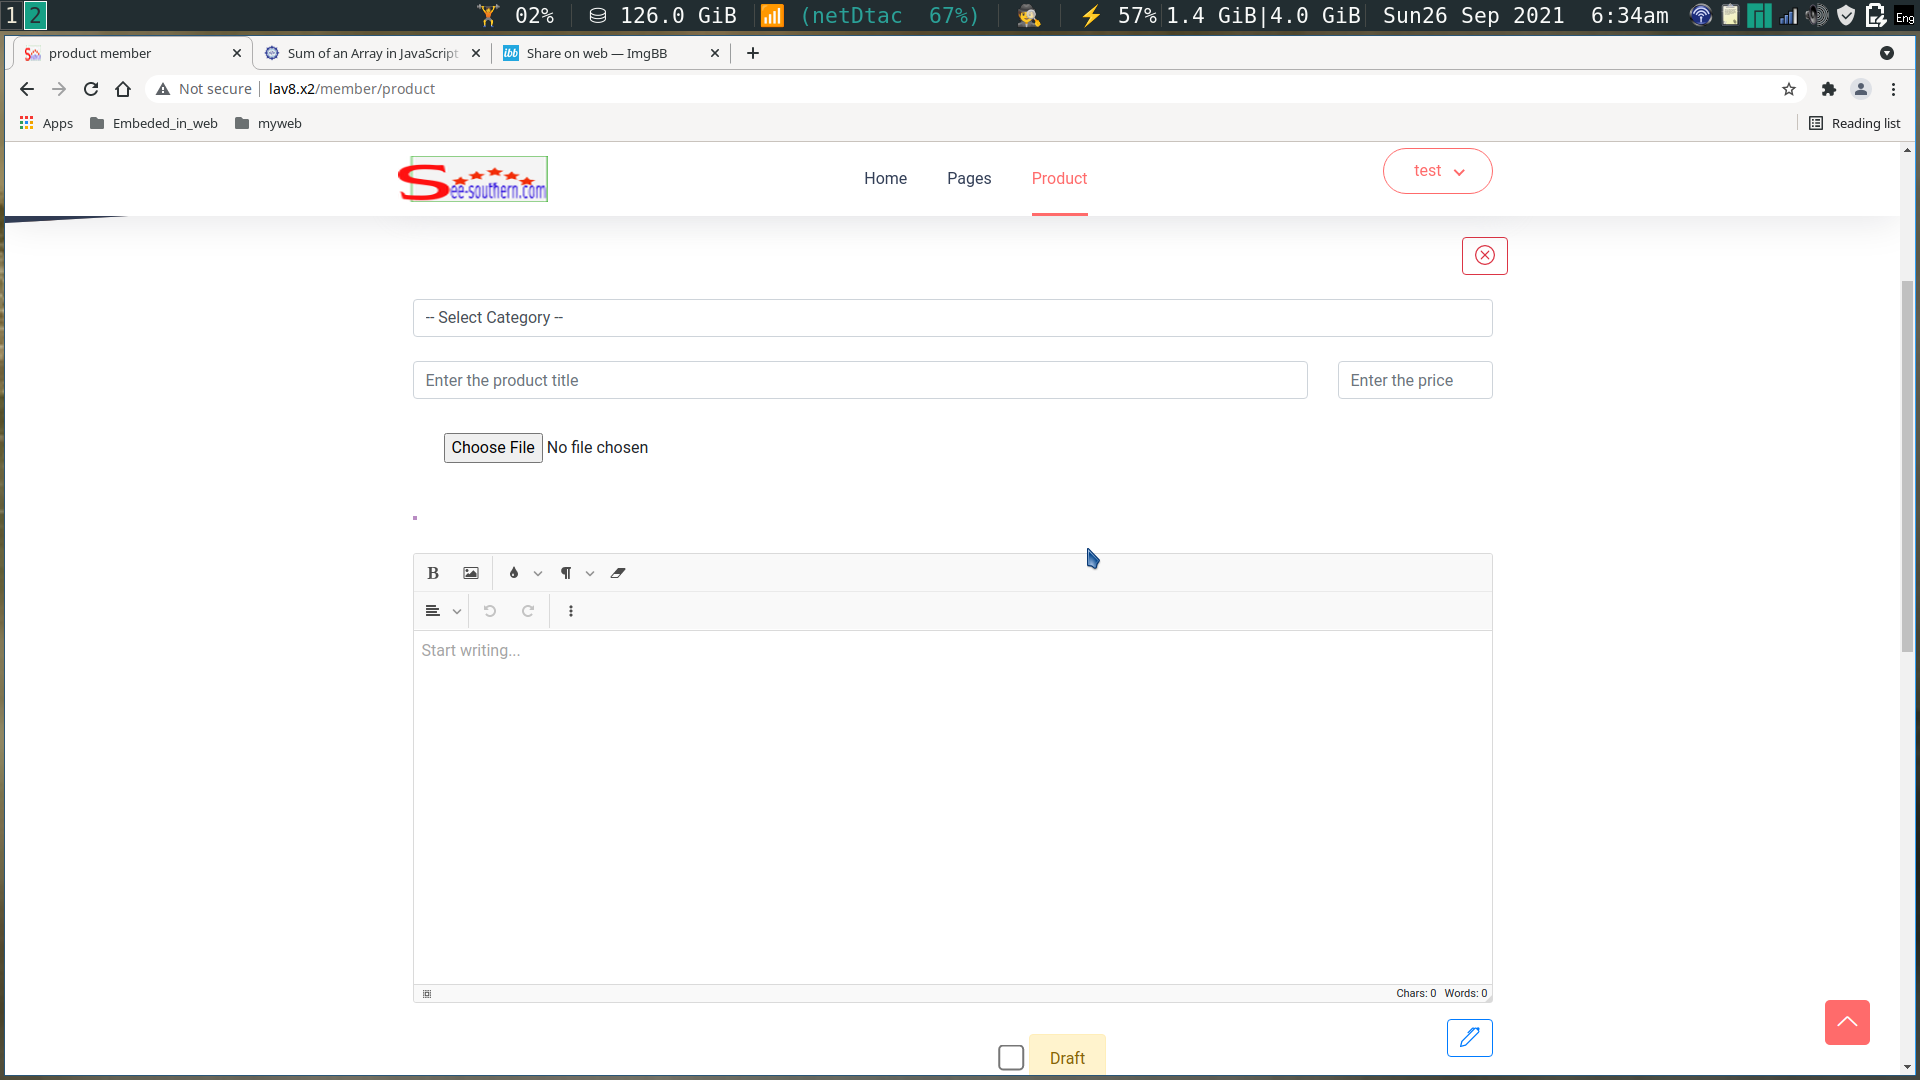 1 2 02% 126.0 GiB (netDtac 67%) 57% 1.4 GiB|4.0 GiB Sun26 Sep 2021 6:34am Eng
product member Sum of an Array in JavaScript ibb Share on web — ImgBB
Not secure lav8.x2/member/product
Apps Embeded_in_web myweb Reading list
See-southern.com Home Pages Product test
-- Select Category --
Enter the product title Enter the price
Choose File No file chosen
B
Start writing...
Chars: 0 Words: 0
Draft